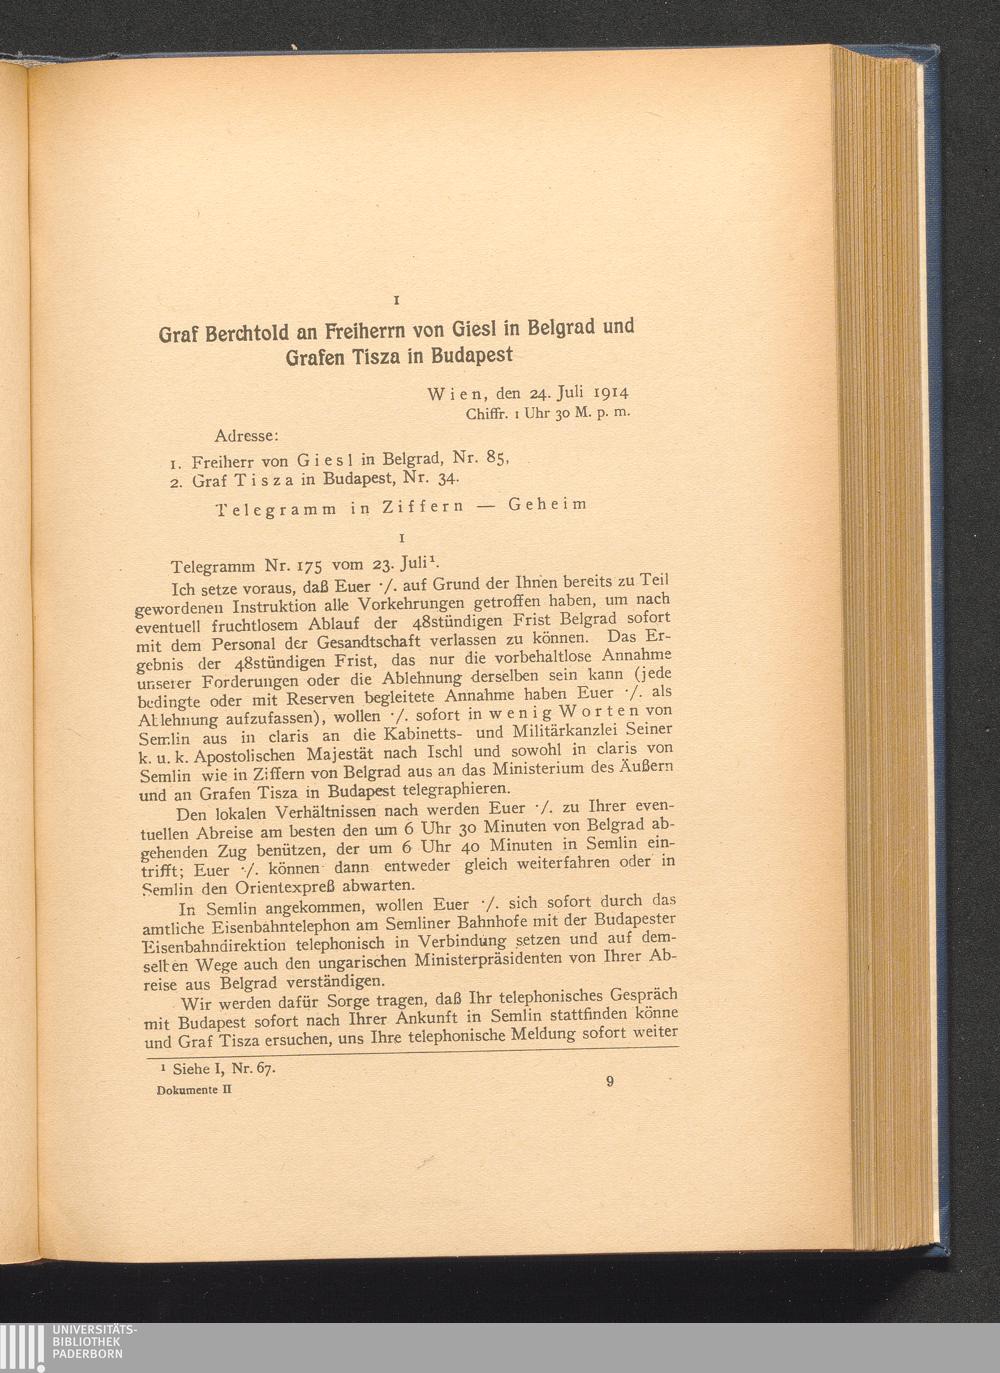 I
Graf Berchtold an Freiherrn von Giesl in Belgrad und
Grafen Tisza in Budapest
Wien, den 24. Juli 1914
Chiffr. 1 Uhr 30 M. p. m.
Adresse:
1. Freiherr von Giesl in Belgrad, Nr. 85,
2. Graf Tisza in Budapest, Nr. 34.
Telegramm in Ziffern — Geheim
I
Telegramm Nr. 175 vom 23. Juli¹.
Ich setze voraus, daß Euer ·/. auf Grund der Ihnen bereits zu Teil
gewordenen Instruktion alle Vorkehrungen getroffen haben, um nach
eventuell fruchtlosem Ablauf der 48stündigen Frist Belgrad sofort
mit dem Personal der Gesandtschaft verlassen zu können. Das Er-
gebnis der 48stündigen Frist, das nur die vorbehaltlose Annahme
unserer Forderungen oder die Ablehnung derselben sein kann (jede
bedingte oder mit Reserven begleitete Annahme haben Euer ·/. als
Ablehnung aufzufassen), wollen ·/. sofort in wenig Worten von
Semlin aus in claris an die Kabinetts- und Militärkanzlei Seiner
k. u. k. Apostolischen Majestät nach Ischl und sowohl in claris von
Semlin wie in Ziffern von Belgrad aus an das Ministerium des Äußern
und an Grafen Tisza in Budapest telegraphieren.
Den lokalen Verhältnissen nach werden Euer ·/. zu Ihrer even-
tuellen Abreise am besten den um 6 Uhr 30 Minuten von Belgrad ab-
gehenden Zug benützen, der um 6 Uhr 40 Minuten in Semlin ein-
trifft; Euer ·/. können dann entweder gleich weiterfahren oder in
Semlin den Orientexpreß abwarten.
In Semlin angekommen, wollen Euer ·/. sich sofort durch das
amtliche Eisenbahntelephon am Semliner Bahnhofe mit der Budapester
Eisenbahndirektion telephonisch in Verbindung setzen und auf dem-
selben Wege auch den ungarischen Ministerpräsidenten von Ihrer Ab-
reise aus Belgrad verständigen.
Wir werden dafür Sorge tragen, daß Ihr telephonisches Gespräch
mit Budapest sofort nach Ihrer Ankunft in Semlin stattfinden könne
und Graf Tisza ersuchen, uns Ihre telephonische Meldung sofort weiter
¹ Siehe I, Nr. 67.
Dokumente II 9
UNIVERSITÄTS-
BIBLIOTHEK
PADERBORN